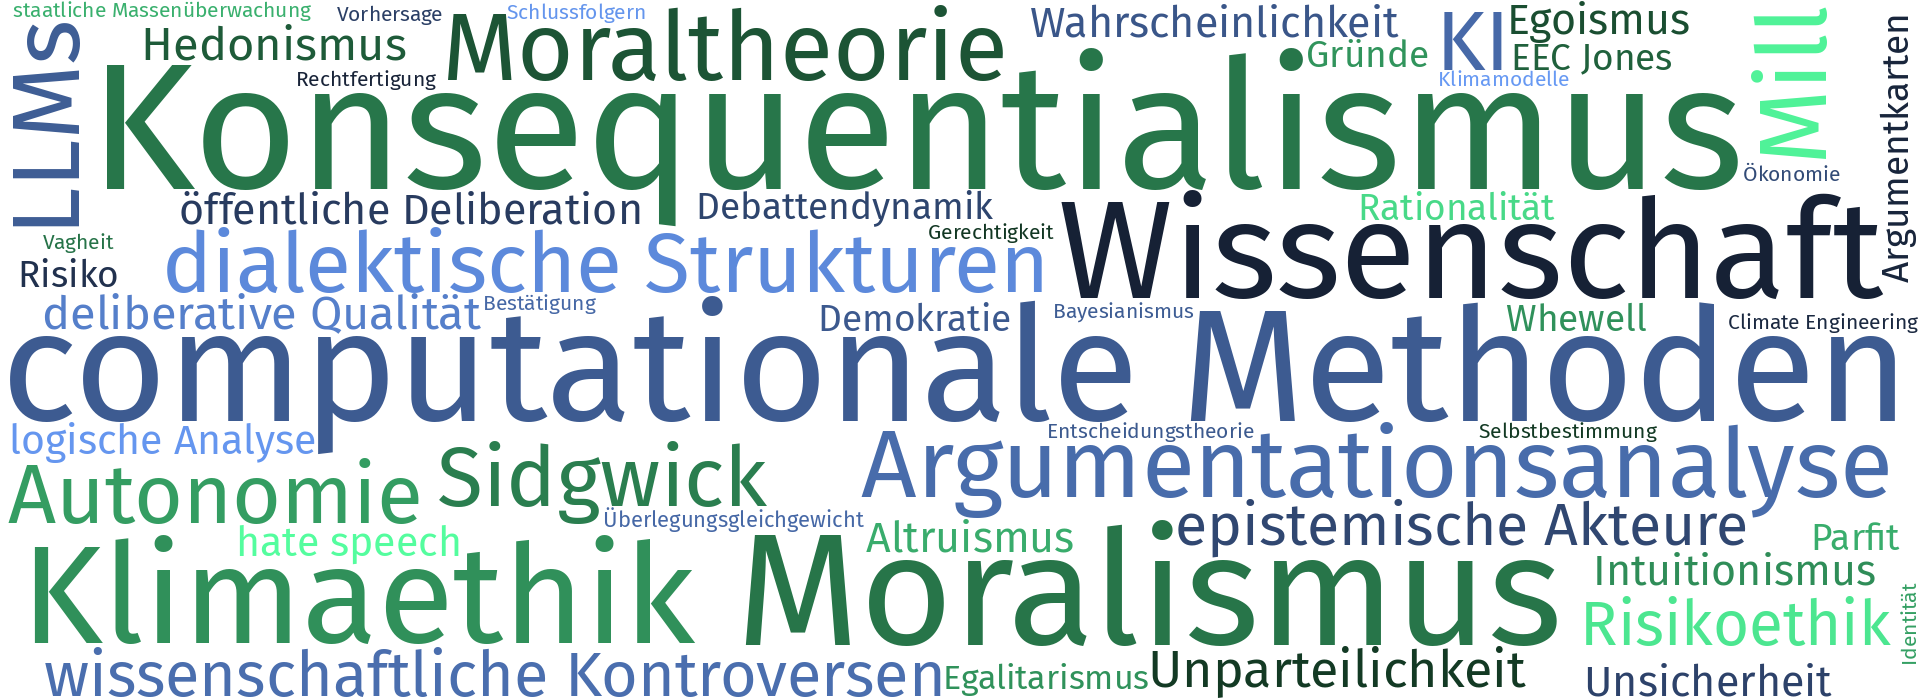 staatliche Massenüberwachung
Vorhersage
Schlussfolgern
Hedonismus
Moraltheorie
Wahrscheinlichkeit
KI
Egoismus
Gründe
EEC Jones
Mill
Argumentkarten
LLMs
Rechtfertigung
Klimamodelle
Konsequentialismus
Ökonomie
öffentliche Deliberation
Debattendynamik
Rationalität
Wissenschaft
Vagheit
Gerechtigkeit
Risiko
dialektische Strukturen
deliberative Qualität
Bestätigung
Demokratie
Bayesianismus
Whewell
Climate Engineering
computationale Methoden
logische Analyse
Entscheidungstheorie
Selbstbestimmung
Autonomie
Sidgwick
Argumentationsanalyse
Überlegungsgleichgewicht
hate speech
Altruismus
epistemische Akteure
Parfit
Klimaethik
Moralismus
Intuitionismus
Risikoethik
Identität
wissenschaftliche Kontroversen
Egalitarismus
Unparteilichkeit
Unsicherheit